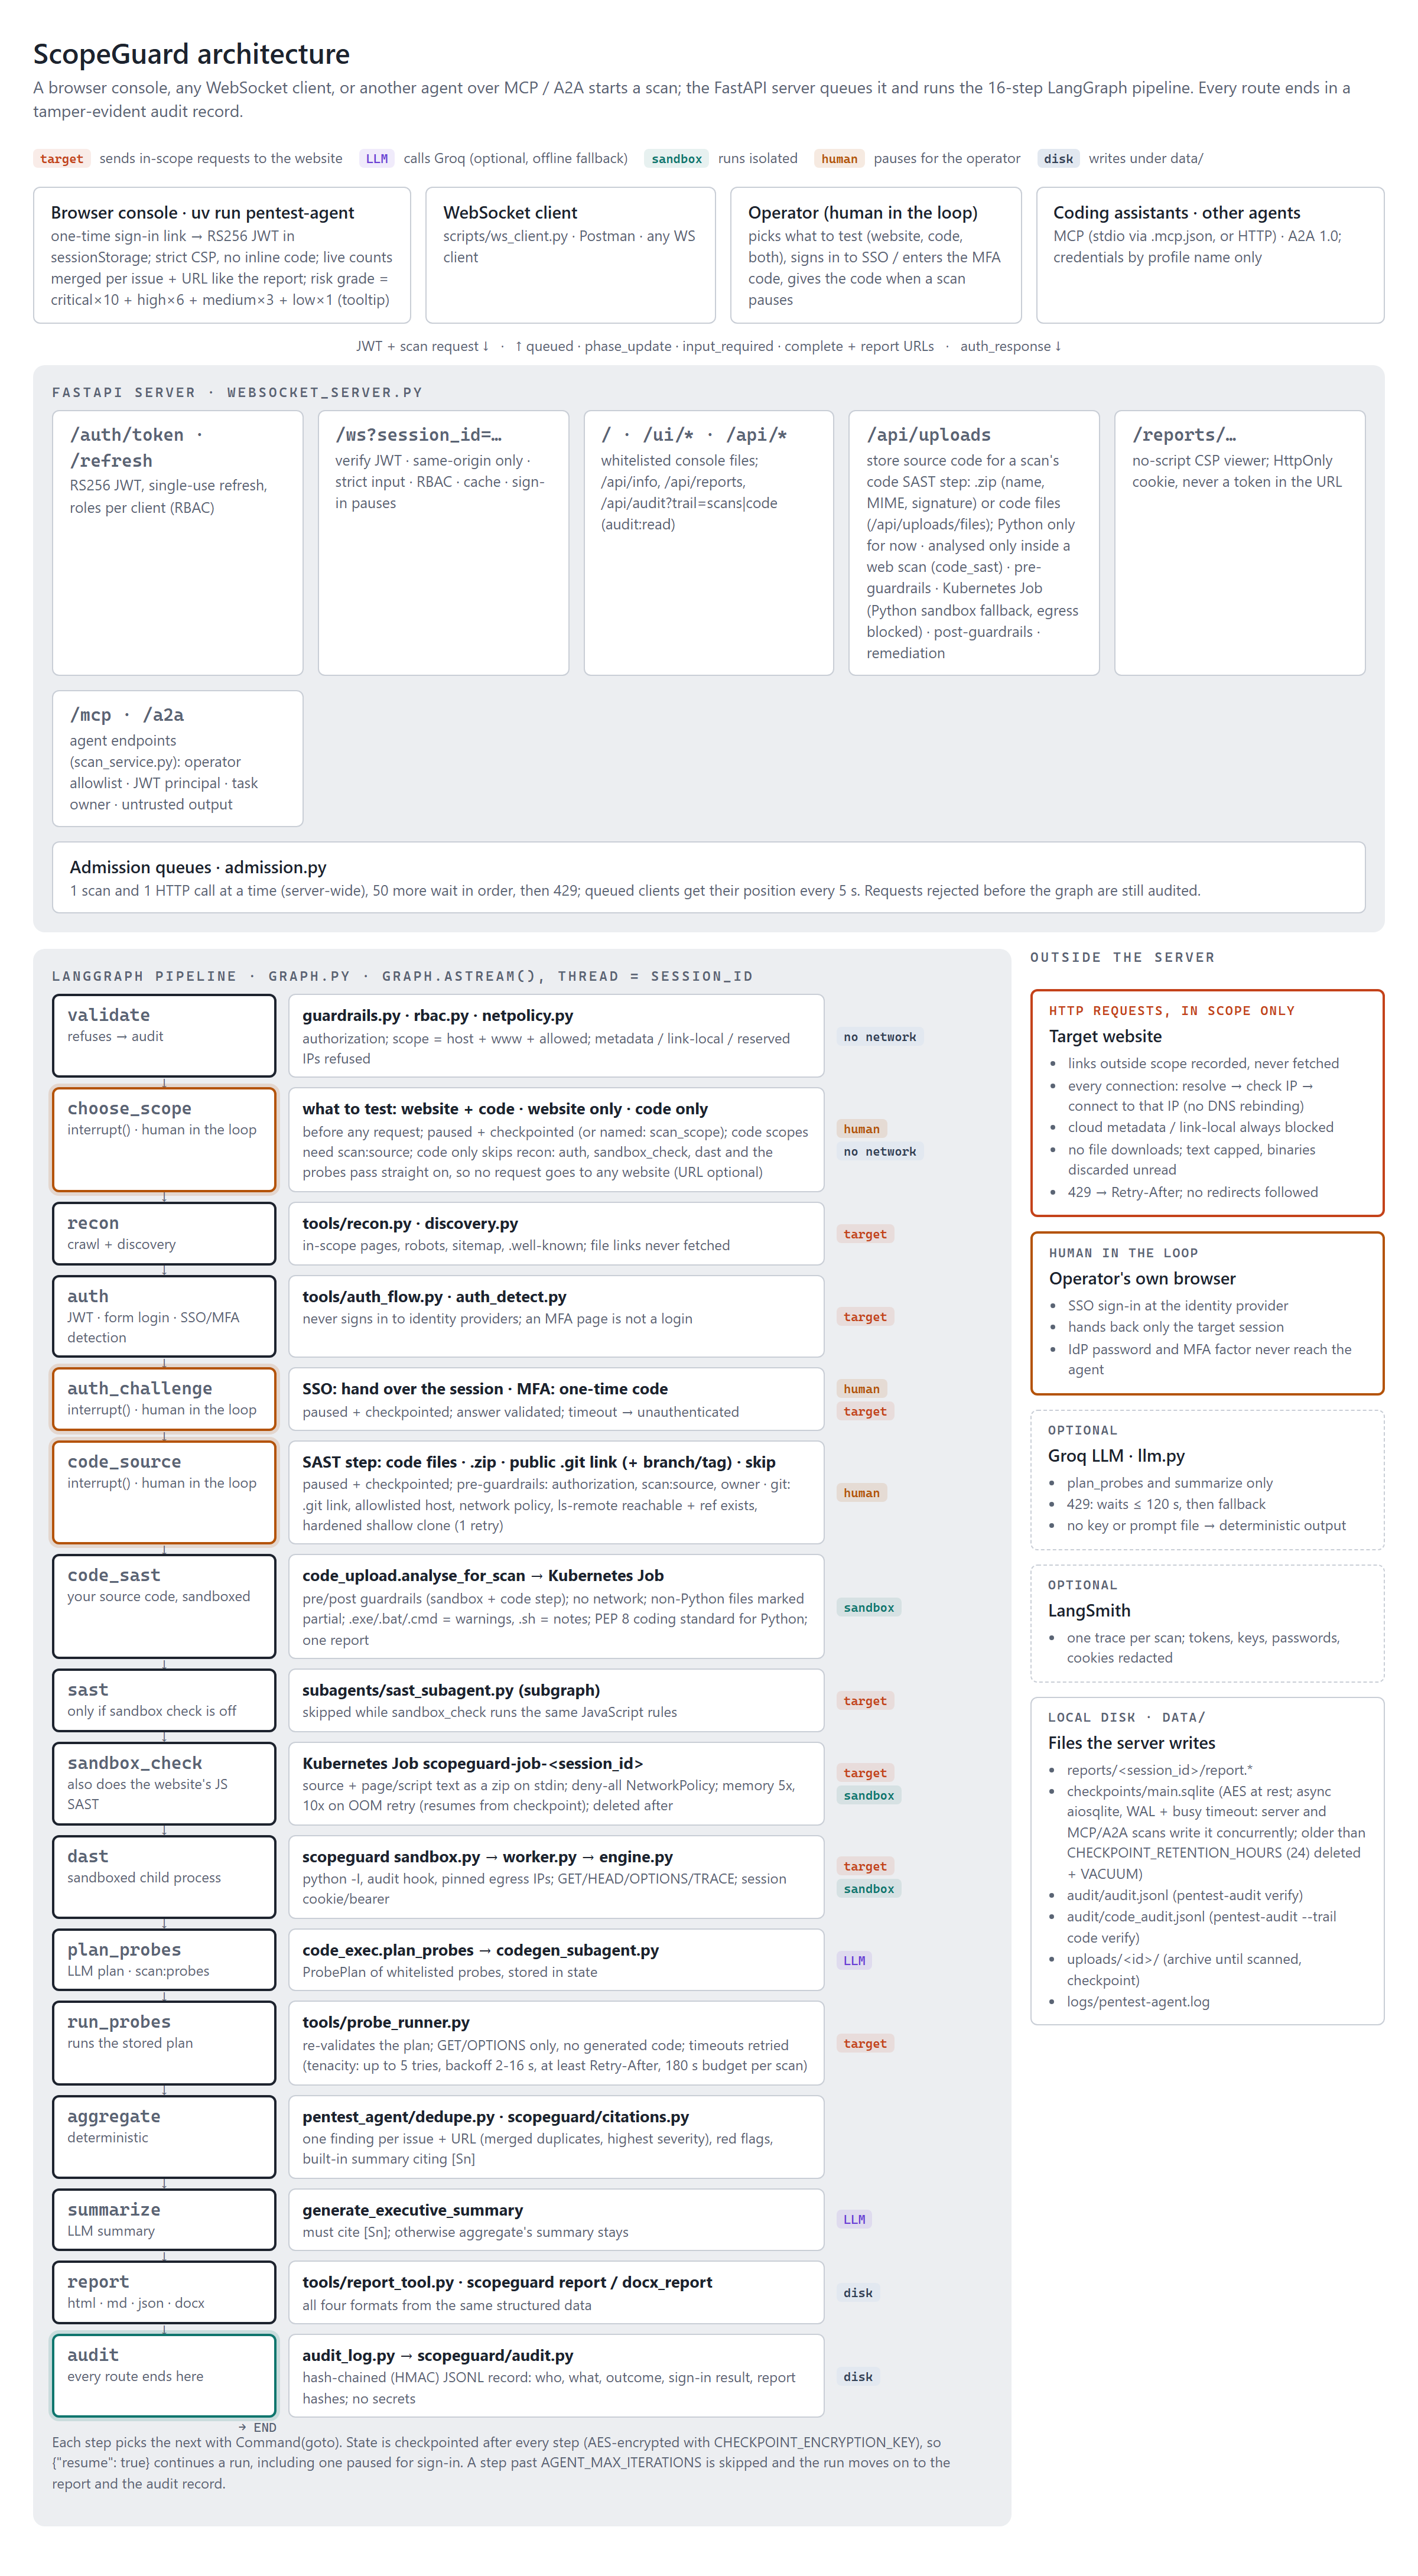 ScopeGuard architecture
A browser console, any WebSocket client, or another agent over MCP / A2A starts a scan; the FastAPI server queues it and runs the 16-step LangGraph pipeline. Every route ends in a
tamper-evident audit record.
target sends in-scope requests to the website LLM calls Groq (optional, offline fallback) sandbox runs isolated human pauses for the operator disk writes under data/
Browser console · uv run pentest-agent
one-time sign-in link → RS256 JWT in
sessionStorage; strict CSP, no inline code; live counts
merged per issue + URL like the report; risk grade =
critical×10 + high×6 + medium×3 + low×1 (tooltip)
WebSocket client
scripts/ws_client.py · Postman · any WS
client
Operator (human in the loop)
picks what to test (website, code,
both), signs in to SSO / enters the MFA
code, gives the code when a scan
pauses
Coding assistants · other agents
MCP (stdio via .mcp.json, or HTTP) · A2A 1.0;
credentials by profile name only
JWT + scan request ↓ · ↑ queued · phase_update · input_required · complete + report URLs · auth_response ↓
FASTAPI SERVER · WEBSOCKET_SERVER.PY
/auth/token ·
/refresh
RS256 JWT, single-use refresh,
roles per client (RBAC)
/ws?session_id=…
verify JWT · same-origin only ·
strict input · RBAC · cache · sign-
in pauses
/ · /ui/* · /api/*
whitelisted console files;
/api/info, /api/reports,
/api/audit?trail=scans|code
(audit:read)
/api/uploads
store source code for a scan's
code SAST step: .zip (name,
MIME, signature) or code files
(/api/uploads/files); Python only
for now · analysed only inside a
web scan (code_sast) · pre-
guardrails · Kubernetes Job
(Python sandbox fallback, egress
blocked) · post-guardrails ·
remediation
/reports/…
no-script CSP viewer; HttpOnly
cookie, never a token in the URL
/mcp · /a2a
agent endpoints
(scan_service.py): operator
allowlist · JWT principal · task
owner · untrusted output
Admission queues · admission.py
1 scan and 1 HTTP call at a time (server-wide), 50 more wait in order, then 429; queued clients get their position every 5 s. Requests rejected before the graph are still audited.
LANGGRAPH PIPELINE · GRAPH.PY · GRAPH.ASTREAM(), THREAD = SESSION_ID
validate
refuses → audit
guardrails.py · rbac.py · netpolicy.py
authorization; scope = host + www + allowed; metadata / link-local / reserved
IPs refused
no network
↓
choose_scope
interrupt() · human in the loop
what to test: website + code · website only · code only
before any request; paused + checkpointed (or named: scan_scope); code scopes
need scan:source; code only skips recon: auth, sandbox_check, dast and the
probes pass straight on, so no request goes to any website (URL optional)
human
no network
↓
recon
crawl + discovery
tools/recon.py · discovery.py
in-scope pages, robots, sitemap, .well-known; file links never fetched
target
↓
auth
JWT · form login · SSO/MFA
detection
tools/auth_flow.py · auth_detect.py
never signs in to identity providers; an MFA page is not a login
target
↓
auth_challenge
interrupt() · human in the loop
SSO: hand over the session · MFA: one-time code
paused + checkpointed; answer validated; timeout → unauthenticated
human
target
↓
code_source
interrupt() · human in the loop
SAST step: code files · .zip · public .git link (+ branch/tag) · skip
paused + checkpointed; pre-guardrails: authorization, scan:source, owner · git:
.git link, allowlisted host, network policy, ls-remote reachable + ref exists,
hardened shallow clone (1 retry)
human
↓
code_sast
your source code, sandboxed
code_upload.analyse_for_scan → Kubernetes Job
pre/post guardrails (sandbox + code step); no network; non-Python files marked
partial; .exe/.bat/.cmd = warnings, .sh = notes; PEP 8 coding standard for Python;
one report
sandbox
↓
sast
only if sandbox check is off
subagents/sast_subagent.py (subgraph)
skipped while sandbox_check runs the same JavaScript rules
target
↓
sandbox_check
also does the website's JS
SAST
Kubernetes Job scopeguard-job-<session_id>
source + page/script text as a zip on stdin; deny-all NetworkPolicy; memory 5x,
10x on OOM retry (resumes from checkpoint); deleted after
target
sandbox
↓
dast
sandboxed child process
scopeguard sandbox.py → worker.py → engine.py
python -I, audit hook, pinned egress IPs; GET/HEAD/OPTIONS/TRACE; session
cookie/bearer
target
sandbox
↓
plan_probes
LLM plan · scan:probes
code_exec.plan_probes → codegen_subagent.py
ProbePlan of whitelisted probes, stored in state
LLM
↓
run_probes
runs the stored plan
tools/probe_runner.py
re-validates the plan; GET/OPTIONS only, no generated code; timeouts retried
(tenacity: up to 5 tries, backoff 2-16 s, at least Retry-After, 180 s budget per scan)
target
↓
aggregate
deterministic
pentest_agent/dedupe.py · scopeguard/citations.py
one finding per issue + URL (merged duplicates, highest severity), red flags,
built-in summary citing [Sn]
↓
summarize
LLM summary
generate_executive_summary
must cite [Sn]; otherwise aggregate's summary stays
LLM
↓
report
html · md · json · docx
tools/report_tool.py · scopeguard report / docx_report
all four formats from the same structured data
disk
↓
audit
every route ends here
audit_log.py → scopeguard/audit.py
hash-chained (HMAC) JSONL record: who, what, outcome, sign-in result, report
hashes; no secrets
disk
→ END
Each step picks the next with Command(goto). State is checkpointed after every step (AES-encrypted with CHECKPOINT_ENCRYPTION_KEY), so
{"resume": true} continues a run, including one paused for sign-in. A step past AGENT_MAX_ITERATIONS is skipped and the run moves on to the
report and the audit record.
OUTSIDE THE SERVER
HTTP REQUESTS, IN SCOPE ONLY
Target website
• links outside scope recorded, never fetched
• every connection: resolve → check IP →
connect to that IP (no DNS rebinding)
• cloud metadata / link-local always blocked
• no file downloads; text capped, binaries
discarded unread
• 429 → Retry-After; no redirects followed
HUMAN IN THE LOOP
Operator's own browser
• SSO sign-in at the identity provider
• hands back only the target session
• IdP password and MFA factor never reach the
agent
OPTIONAL
Groq LLM · llm.py
• plan_probes and summarize only
• 429: waits ≤ 120 s, then fallback
• no key or prompt file → deterministic output
OPTIONAL
LangSmith
• one trace per scan; tokens, keys, passwords,
cookies redacted
LOCAL DISK · DATA/
Files the server writes
• reports/<session_id>/report.*
• checkpoints/main.sqlite (AES at rest; async
aiosqlite, WAL + busy timeout: server and
MCP/A2A scans write it concurrently; older than
CHECKPOINT_RETENTION_HOURS (24) deleted
+ VACUUM)
• audit/audit.jsonl (pentest-audit verify)
• audit/code_audit.jsonl (pentest-audit --trail
code verify)
• uploads/<id>/ (archive until scanned,
checkpoint)
• logs/pentest-agent.log